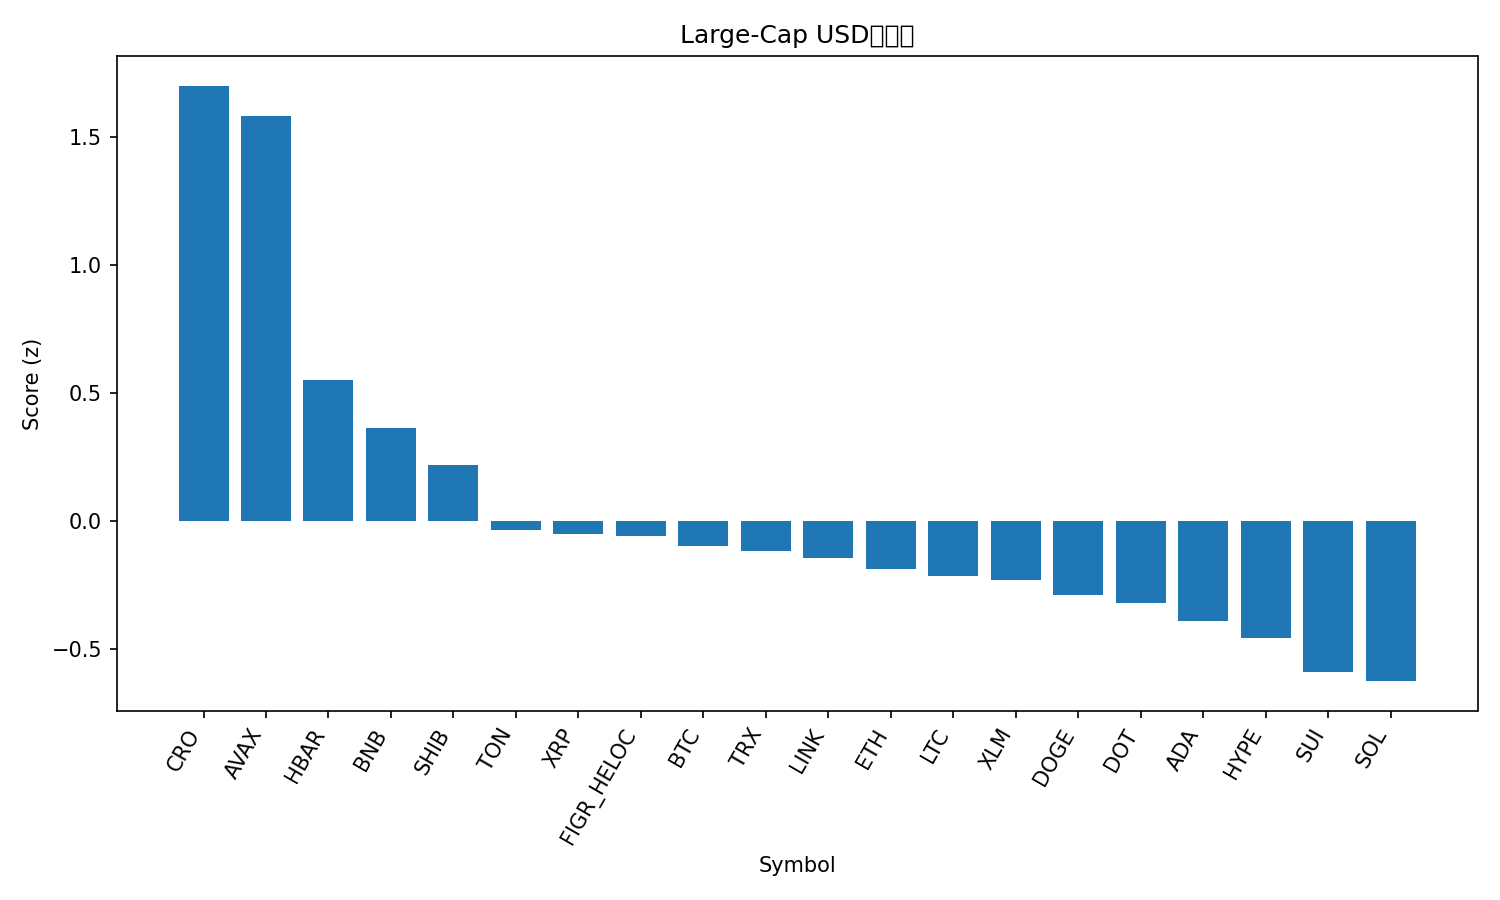 Large-Cap USD
Score (z)
1.5
1.0
0.5
0.0
−0.5
CRO
AVAX
HBAR
BNB
SHIB
TON
XRP
FIGR_HELOC
BTC
TRX
LINK
ETH
LTC
XLM
DOGE
DOT
ADA
HYPE
SUI
SOL
Symbol